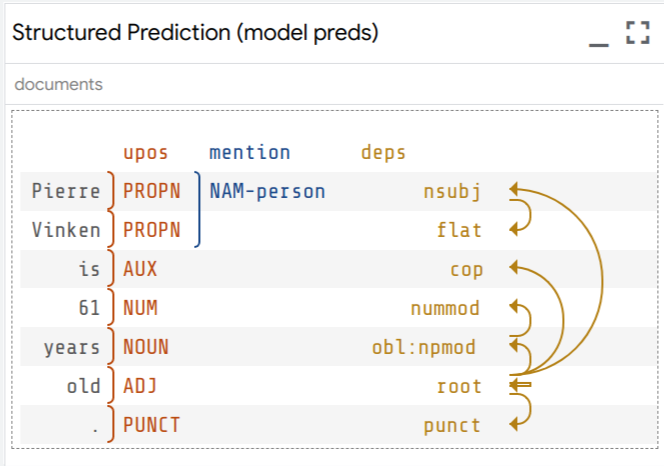 Structured Prediction (model preds)
documents
upos mention deps
Pierre PROPN NAM-person nsubj
Vinken PROPN flat
is AUX cop
61 NUM nummod
years NOUN obl:npmod
old ADJ root
. PUNCT punct